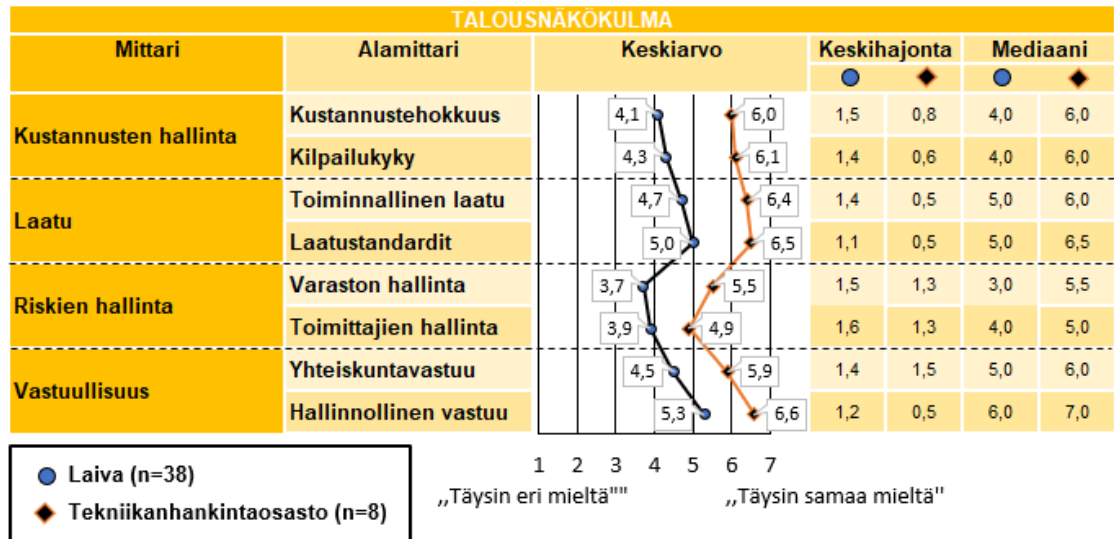 TALOUSNÄKÖKULMA
Mittari Alamittari Keskiarvo Keskihajonta Mediaani
Kustannusten hallinta
Kustannustehokkuus 4,1 6,0 1,5 0,8 4,0 6,0
Kilpailukyky 4,3 6,1 1,4 0,6 4,0 6,0
Laatu
Toiminnallinen laatu 4,7 6,4 1,4 0,5 5,0 6,0
Laatustandardit 5,0 6,5 1,1 0,5 5,0 6,5
Riskien hallinta
Varaston hallinta 3,7 5,5 1,5 1,3 3,0 5,5
Toimittajien hallinta 3,9 4,9 1,6 1,3 4,0 5,0
Vastuullisuus
Yhteiskuntavastuu 4,5 5,9 1,4 1,5 5,0 6,0
Hallinnollinen vastuu 5,3 6,6 1,2 0,5 6,0 7,0
1 2 3 4 5 6 7
,,Täysin eri mieltä"" ,,Täysin samaa mieltä"
Laiva (n=38)
Tekniikanhankintaosasto (n=8)